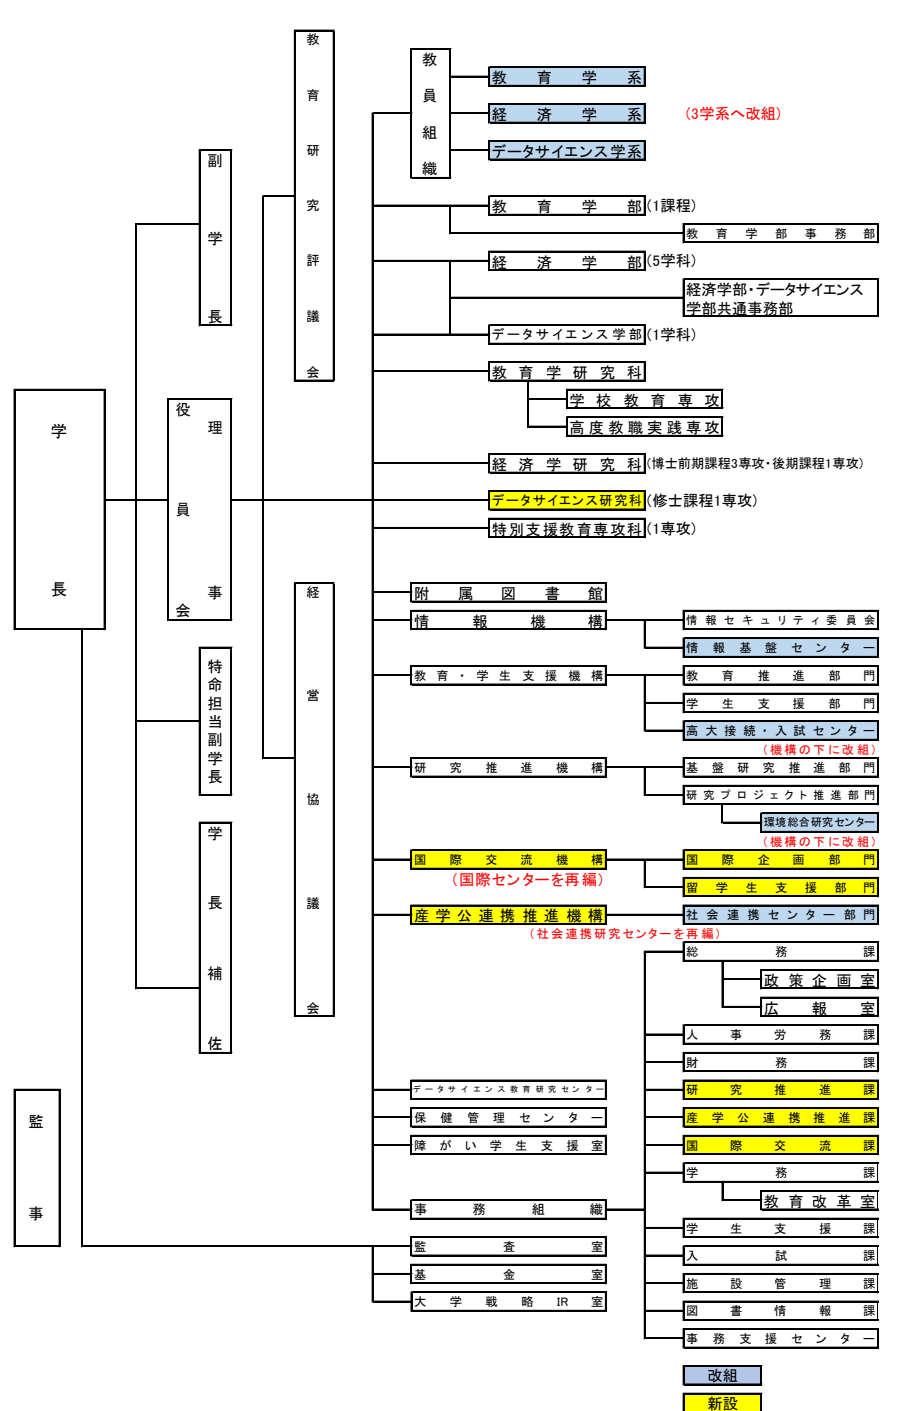 学長
監事
副学長
役員会
理事
特命担当副学長
学長補佐
教育研究評議会
経営協議会
教員組織
教育学系
経済学系
(3学系へ改組)
データサイエンス学系
教育学部(1課程)
教育学部事務部
経済学部(5学科)
経済学部・データサイエンス
学部共通事務部
データサイエンス学部(1学科)
教育学研究科
学校教育専攻
高度教職実践専攻
経済学研究科(博士前期課程3専攻・後期課程1専攻)
データサイエンス研究科(修士課程1専攻)
特別支援教育専攻科(1専攻)
附属図書館
情報機構
情報セキュリティ委員会
情報基盤センター
教育・学生支援機構
教育推進部門
学生支援部門
高大接続・入試センター
(機構の下に改組)
研究推進機構
基盤研究推進部門
研究プロジェクト推進部門
環境総合研究センター
(機構の下に改組)
国際交流機構
(国際センターを再編)
国際企画部門
留学生支援部門
産学公連携推進機構
(社会連携研究センターを再編)
社会連携センター部門
データサイエンス教育研究センター
保健管理センター
障がい学生支援室
事務組織
総務課
政策企画室
広報室
人事労務課
財務課
研究推進課
産学公連携推進課
国際交流課
学務課
教育改革室
学生支援課
入試課
施設管理課
図書情報課
事務支援センター
監査室
基金室
大学戦略IR室
改組
新設